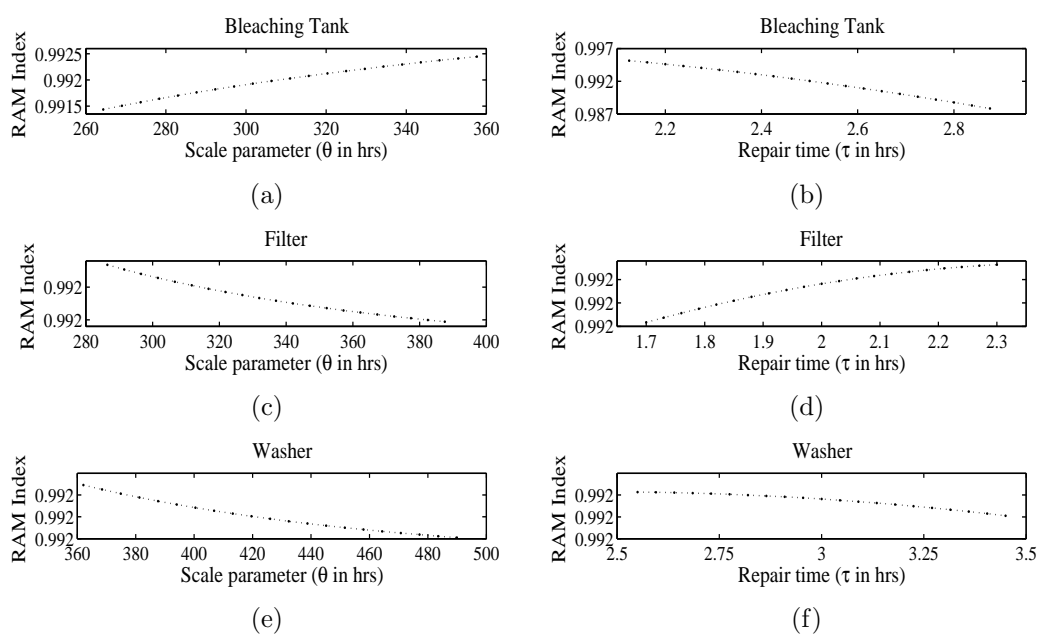 Bleaching Tank
RAM Index
0.9925
0.992
0.9915
260 280 300 320 340 360
Scale parameter (θ in hrs)
(a)
Bleaching Tank
RAM Index
0.997
0.992
0.987
2.2 2.4 2.6 2.8
Repair time (τ in hrs)
(b)
Filter
RAM Index
0.992
0.992
280 300 320 340 360 380 400
Scale parameter (θ in hrs)
(c)
Filter
RAM Index
0.992
0.992
0.992
1.7 1.8 1.9 2 2.1 2.2 2.3
Repair time (τ in hrs)
(d)
Washer
RAM Index
0.992
0.992
0.992
360 380 400 420 440 460 480 500
Scale parameter (θ in hrs)
(e)
Washer
RAM Index
0.992
0.992
0.992
2.5 2.75 3 3.25 3.5
Repair time (τ in hrs)
(f)